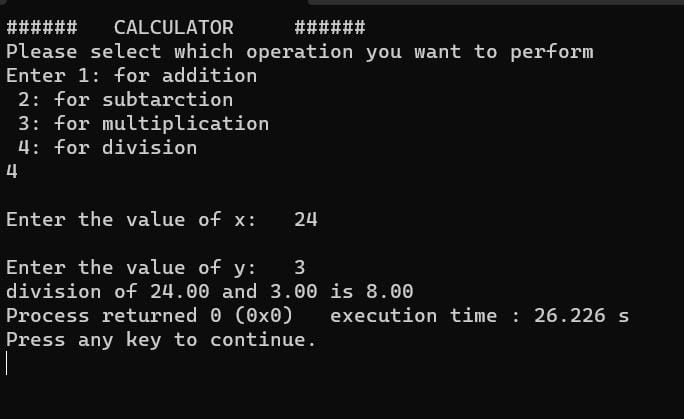 ######   CALCULATOR     ######
Please select which operation you want to perform
Enter 1: for addition
 2: for subtarction
 3: for multiplication
 4: for division
4

Enter the value of x:   24

Enter the value of y:   3
division of 24.00 and 3.00 is 8.00
Process returned 0 (0x0)   execution time : 26.226 s
Press any key to continue.